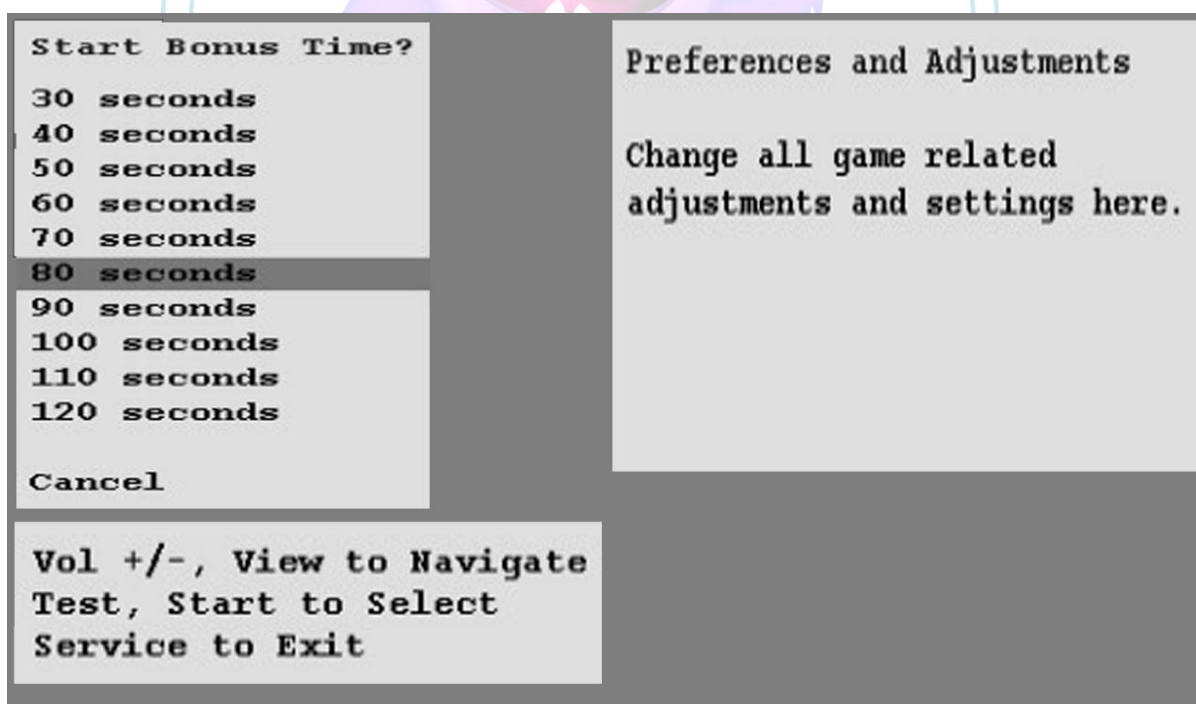 Start Bonus Time?
30 seconds
40 seconds
50 seconds
60 seconds
70 seconds
80 seconds
90 seconds
100 seconds
110 seconds
120 seconds
Cancel
Preferences and Adjustments
Change all game related
adjustments and settings here.
Vol +/-, View to Navigate
Test, Start to Select
Service to Exit